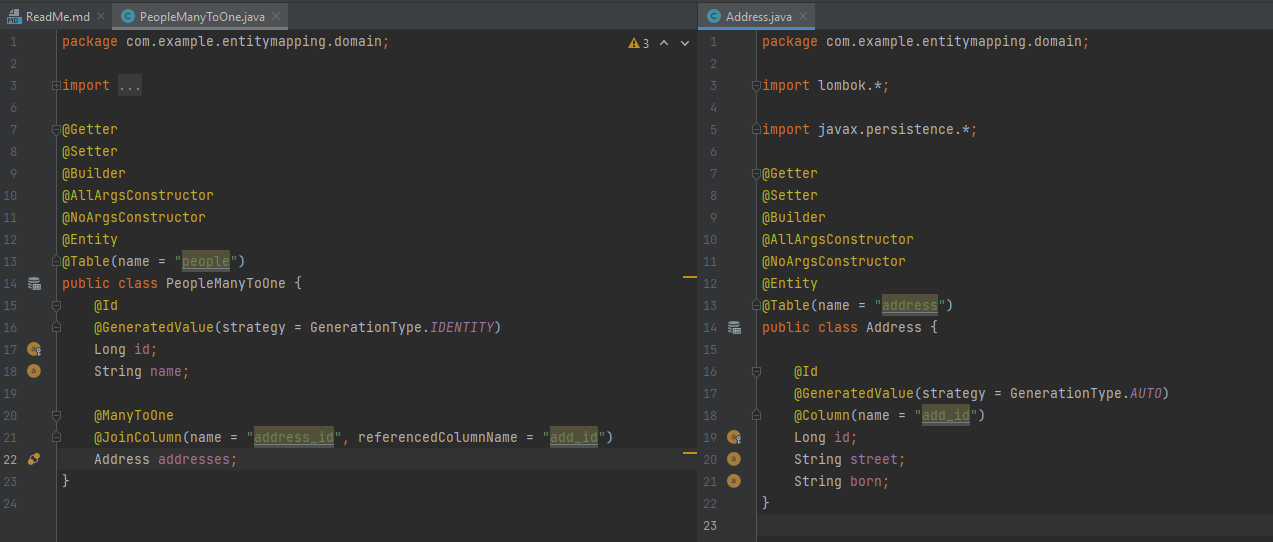 ReadMe.md
PeopleManyToOne.java
3
1 package com.example.entitymapping.domain;
2
3 import ...
6
7 @Getter
8 @Setter
9 @Builder
10 @AllArgsConstructor
11 @NoArgsConstructor
12 @Entity
13 @Table(name = "people")
14 public class PeopleManyToOne {
15 @Id
16 @GeneratedValue(strategy = GenerationType.IDENTITY)
17 Long id;
18 String name;
19
20 @ManyToOne
21 @JoinColumn(name = "address_id", referencedColumnName = "add_id")
22 Address addresses;
23 }
24
Address.java
1 package com.example.entitymapping.domain;
2
3 import lombok.*;
4
5 import javax.persistence.*;
6
7 @Getter
8 @Setter
9 @Builder
10 @AllArgsConstructor
11 @NoArgsConstructor
12 @Entity
13 @Table(name = "address")
14 public class Address {
15
16 @Id
17 @GeneratedValue(strategy = GenerationType.AUTO)
18 @Column(name = "add_id")
19 Long id;
20 String street;
21 String born;
22 }
23